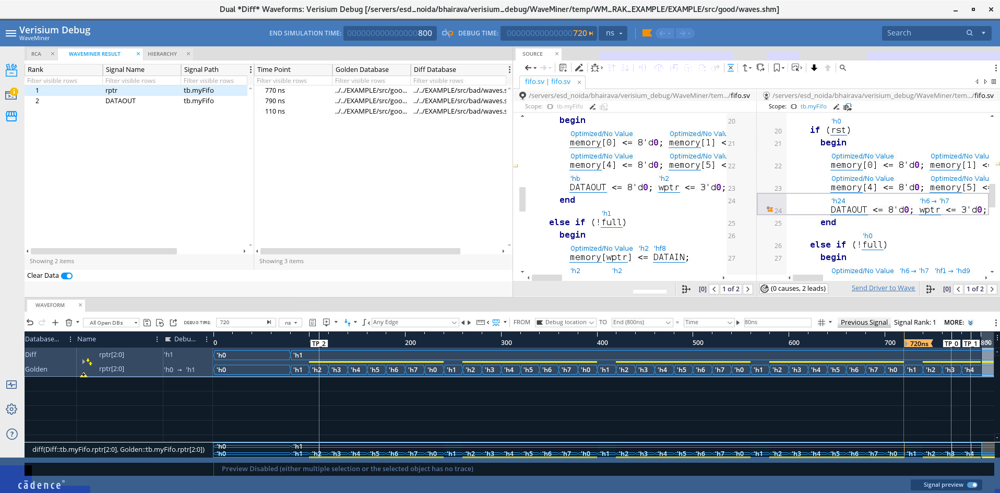 Dual *Diff* Waveforms: Verisium Debug [/servers/esd_noida/bhairava/verisium_debug/WaveMiner/temp/WM_RAK_EXAMPLE/EXAMPLE/src/good/waves.shm]
Verisium Debug
WaveMiner
END SIMULATION TIME: 000000000000000800
DEBUG TIME: 00000000000000720
ns
Search
RCA
WAVEMINER RESULT
HIERARCHY
Rank Signal Name Signal Path
Filter visible rows Filter visible rows Filter visible rows
1 rptr tb.myFifo
2 DATAOUT tb.myFifo
Showing 2 items
Clear Data
Time Point Golden Database Diff Database
Filter visible rows Filter visible rows Filter visible rows
770 ns ../../EXAMPLE/src/goo... ../../EXAMPLE/src/bad/waves.s
790 ns ../../EXAMPLE/src/goo... ../../EXAMPLE/src/bad/waves.s
110 ns ../../EXAMPLE/src/goo... ../../EXAMPLE/src/bad/waves.s
Showing 3 items
SOURCE
fifo.sv | fifo.sv
/servers/esd_noida/bhairava/verisium_debug/WaveMiner/tem.../fifo.sv
Scope: tb.myFifo
begin 20
Optimized/No Value Optimized/No Valu
memory[0] <= 8'd0; memory[1] < 21
Optimized/No Value Optimized/No Valu
memory[4] <= 8'd0; memory[5] < 22
'hb 'h2
DATAOUT <= 8'd0; wptr <= 3'd0; 23
end 24
'h1
else if (!full) 25
begin 26
Optimized/No Value 'h2 'hf8
memory[wptr] <= DATAIN; 27
'h2 'h2
[0] 1 of 2
/servers/esd_noida/bhairava/verisium_debug/WaveMiner/tem.../fifo.sv
Scope: tb.myFifo
'h0
20 if (rst)
21 begin
Optimized/No Value Optimized/No Valu
22 memory[0] <= 8'd0; memory[1] <
Optimized/No Value Optimized/No Valu
23 memory[4] <= 8'd0; memory[5] <
'h24 'h6→ 'h7
24 DATAOUT <= 8'd0; wptr <= 3'd0;
25 end
'h0
26 else if (!full)
27 begin
Optimized/No Value 'h6→ 'h7 'hf1→ 'hd9
(0 causes, 2 leads) Send Driver to Wave [0] 1 of 2
WAVEFORM
All Open DBs DEBUG TIME: 720 ns Any Edge FROM Debug location TO End (800ns) = Time 80ns Previous Signal Signal Rank: 1 MORE:
Database... Name Debu... 0 200 300 400 500 600 700 800
TP_2 720ns TP_0 TP_1
Diff rptr[2:0] 'h1 'h0 'h1
Golden rptr[2:0] 'h0 → 'h1 'h0 'h1 'h2 'h3 'h4 'h5 'h6 'h7 'h0 'h1 'h2 'h3 'h4 'h5 'h6 'h7 'h0 'h1 'h2 'h3 'h4 'h5 'h6 'h7 'h0 'h1 'h2 'h3 'h4 'h5 'h6 'h7 'h0 'h1 'h2 'h3 'h4
diff(Diff::tb.myFifo.rptr[2:0], Golden::tb.myFifo.rptr[2:0])
'h0 'h1
'h0 'h1 'h2 'h3 'h4 'h5 'h6 'h7 'h0 'h1 'h2 'h3 'h4 'h5 'h6 'h7 'h0 'h1 'h2 'h3 'h4 'h5 'h6 'h7 'h0 'h1 'h2 'h3 'h4 'h5 'h6 'h7 'h0 'h1 'h2 'h3 'h4
Preview Disabled (either multiple selection or the selected object has no trace)
cādence®
Signal preview